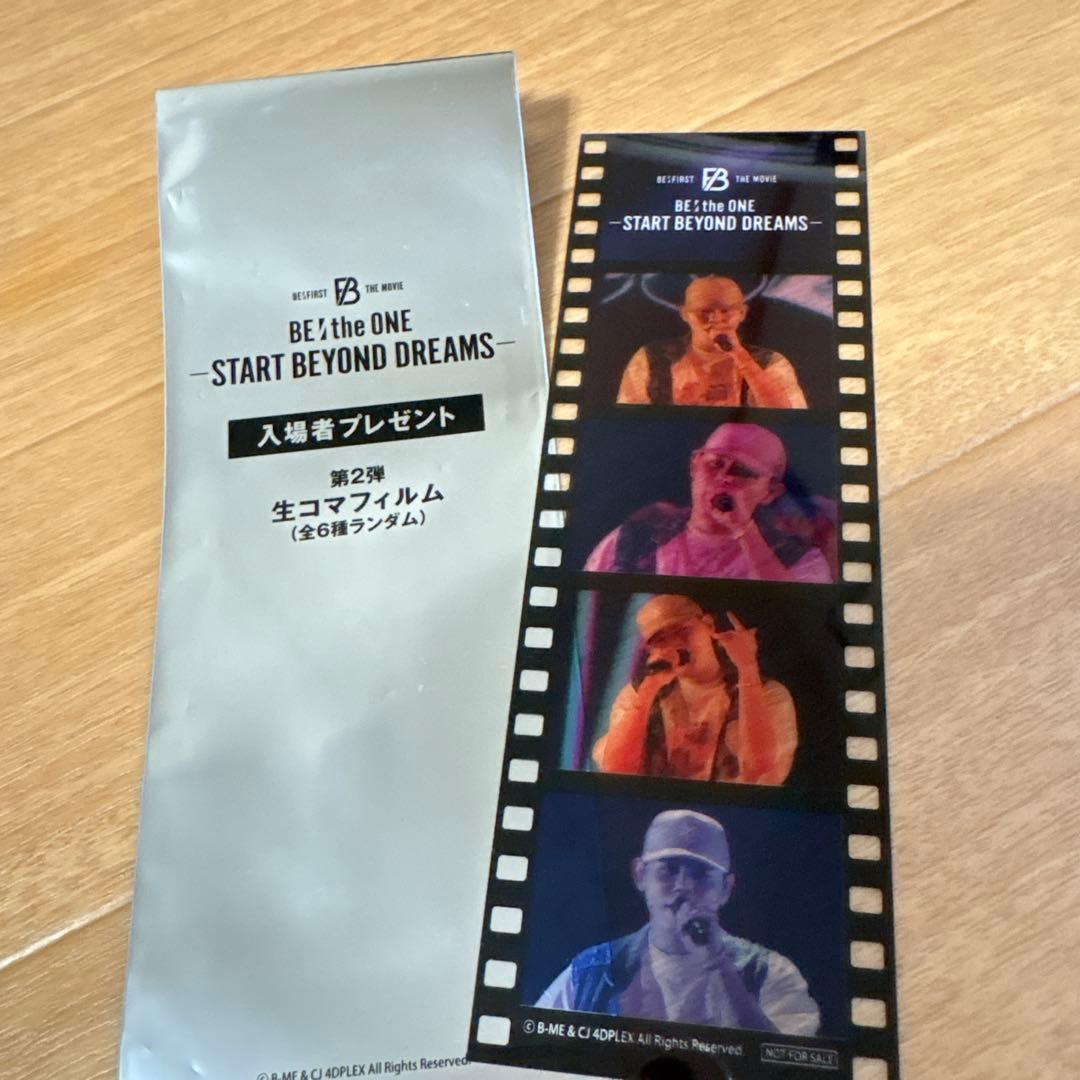 BE:FIRST FB THE MOVIE
BE:the ONE
-START BEYOND DREAMS-
入場者プレゼント
第2弾
生コマフィルム
(全6種ランダム)
© B-ME & CJ 4DPLEX All Rights Reserved.
BE:FIRST FB THE MOVIE
BE:the ONE
-START BEYOND DREAMS-
© B-ME & CJ 4DPLEX All Rights Reserved.
NOT FOR SALE